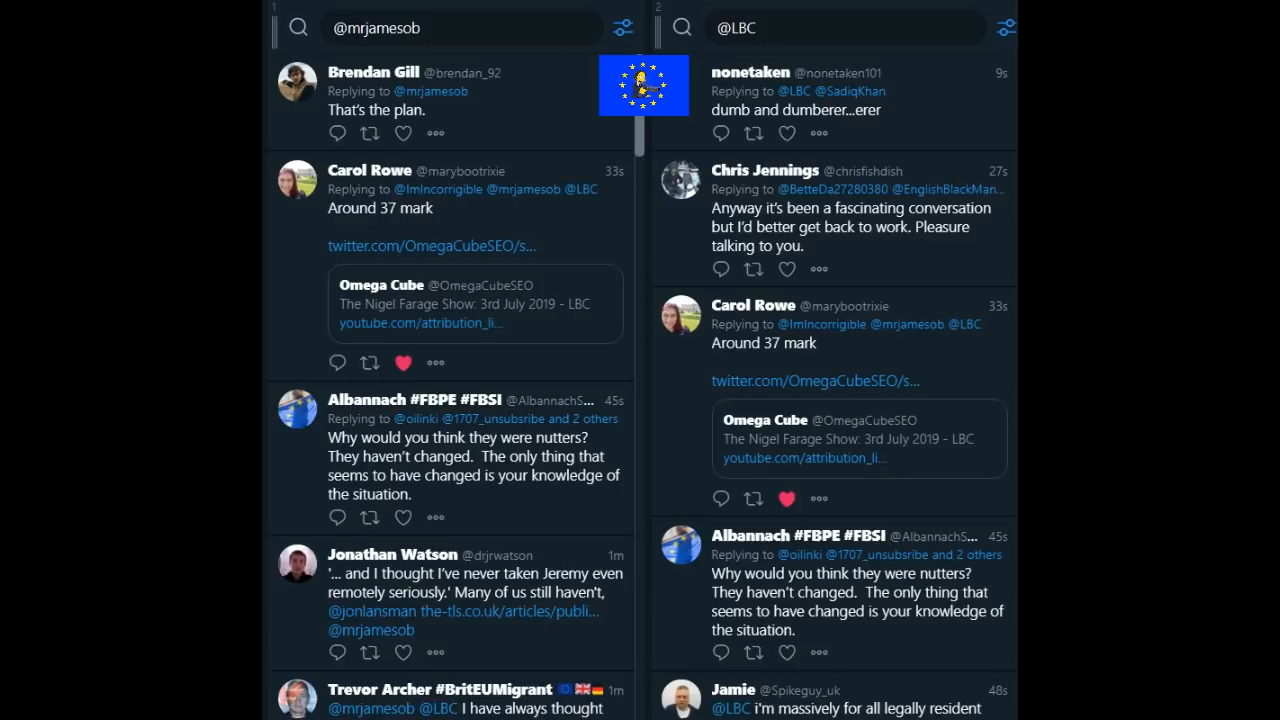 1
@mrjamesob
Brendan Gill @brendan_92
Replying to @mrjamesob
That's the plan.
Carol Rowe @marybootrixie 33s
Replying to @ImIncorrigible @mrjamesob @LBC
Around 37 mark
twitter.com/OmegaCubeSEO/s...
Omega Cube @OmegaCubeSEO
The Nigel Farage Show: 3rd July 2019 - LBC
youtube.com/attribution_li...
Albannach #FBPE #FBSI @AlbannachS... 45s
Replying to @oilinki @1707_unsubsribe and 2 others
Why would you think they were nutters?
They haven't changed.  The only thing that
seems to have changed is your knowledge of
the situation.
Jonathan Watson @drjrwatson 1m
'... and I thought I've never taken Jeremy even
remotely seriously.' Many of us still haven't,
@jonlansman the-tls.co.uk/articles/publi...
@mrjamesob
Trevor Archer #BritEUMigrant 🇪🇺🇬🇧🇩🇪 1m
@mrjamesob @LBC I have always thought
2
@LBC
nonetaken @nonetaken101 9s
Replying to @LBC @SadiqKhan
dumb and dumberer...erer
Chris Jennings @chrisfishdish 27s
Replying to @BetteDa27280380 @EnglishBlackMan...
Anyway it's been a fascinating conversation
but I'd better get back to work. Pleasure
talking to you.
Carol Rowe @marybootrixie 33s
Replying to @ImIncorrigible @mrjamesob @LBC
Around 37 mark
twitter.com/OmegaCubeSEO/s...
Omega Cube @OmegaCubeSEO
The Nigel Farage Show: 3rd July 2019 - LBC
youtube.com/attribution_li...
Albannach #FBPE #FBSI @AlbannachS... 45s
Replying to @oilinki @1707_unsubsribe and 2 others
Why would you think they were nutters?
They haven't changed.  The only thing that
seems to have changed is your knowledge of
the situation.
Jamie @Spikeguy_uk 48s
@LBC i'm massively for all legally resident